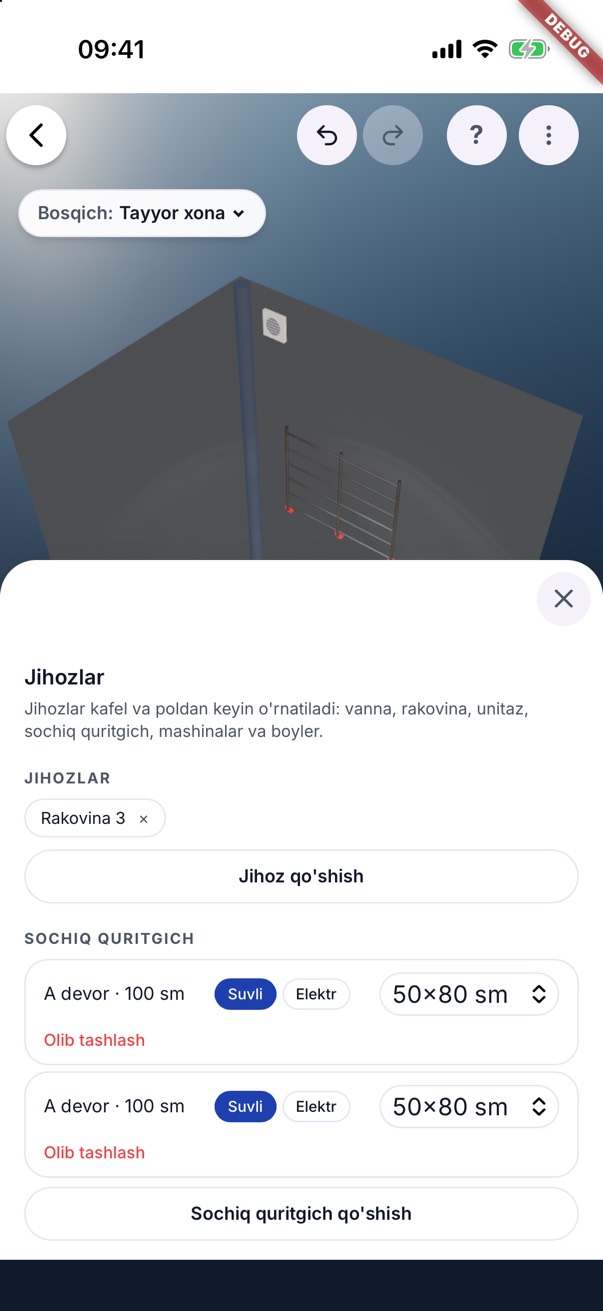 09:41
DEBUG
?
Bosqich: Tayyor xona
Jihozlar
Jihozlar kafel va poldan keyin o'rnatiladi: vanna, rakovina, unitaz,
sochiq quritgich, mashinalar va boyler.
JIHOZLAR
Rakovina 3 ×
Jihoz qo'shish
SOCHIQ QURITGICH
A devor · 100 sm Suvli Elektr 50×80 sm
Olib tashlash
A devor · 100 sm Suvli Elektr 50×80 sm
Olib tashlash
Sochiq quritgich qo'shish